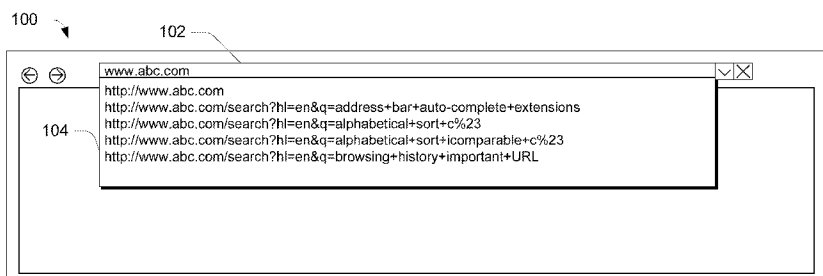 100
102
www.abc.com
http://www.abc.com
http://www.abc.com/search?hl=en&q=address+bar+auto-complete+extensions
104
http://www.abc.com/search?hl=en&q=alphabetical+sort+c%23
http://www.abc.com/search?hl=en&q=alphabetical+sort+icomparable+c%23
http://www.abc.com/search?hl=en&q=browsing+history+important+URL